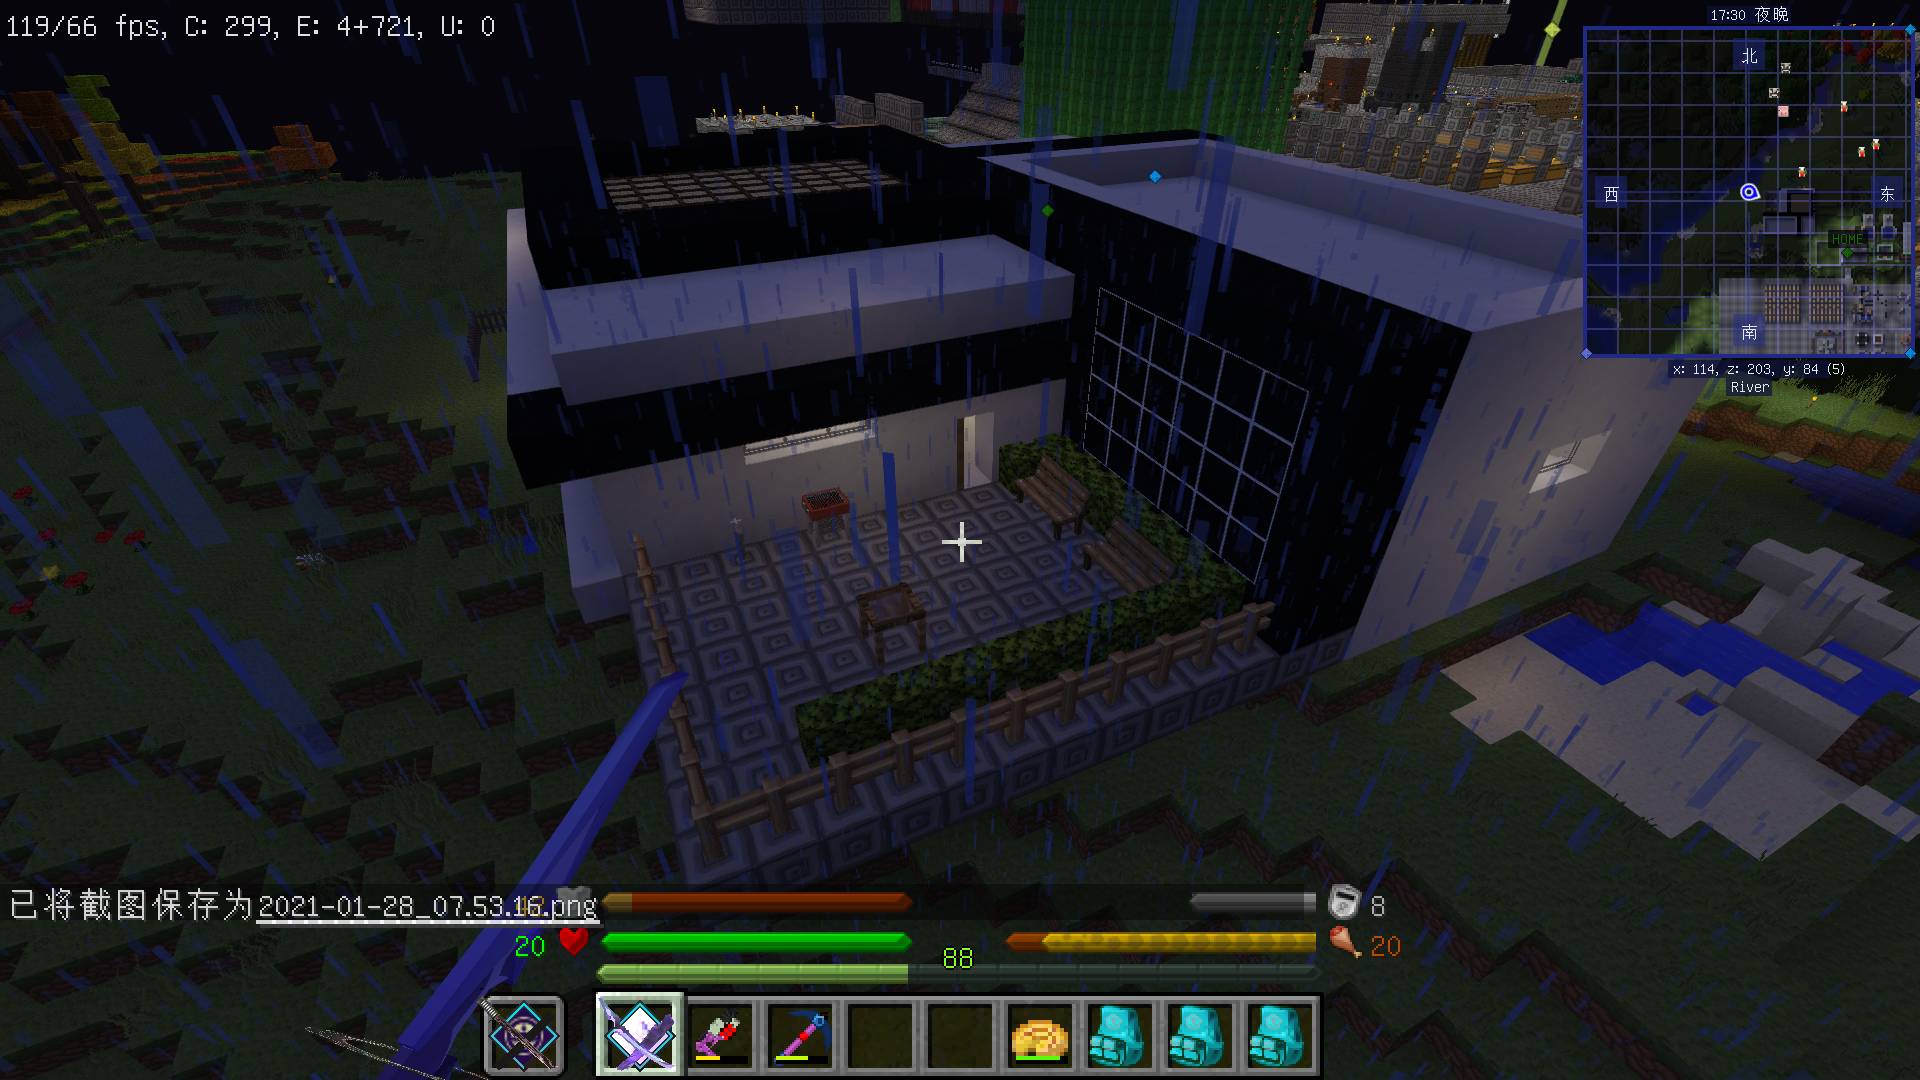 119/66 fps, C: 299, E: 4+721, U: 0
17:30 夜晚
北
西
东
HOME
南
x: 114, z: 203, y: 84 (5)
River
已将截图保存为2021-01-28_07.53.16.png
8
20
88
20